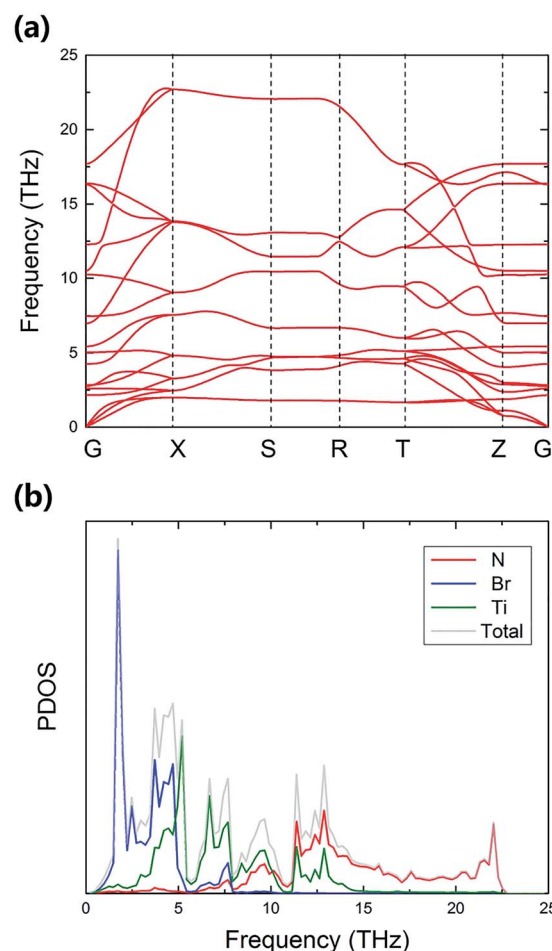 (a)
25
20
15
10
5
0
Frequency (THz)
G X S R T Z G
(b)
N
Br
Ti
Total
PDOS
0 5 10 15 20 25
Frequency (THz)